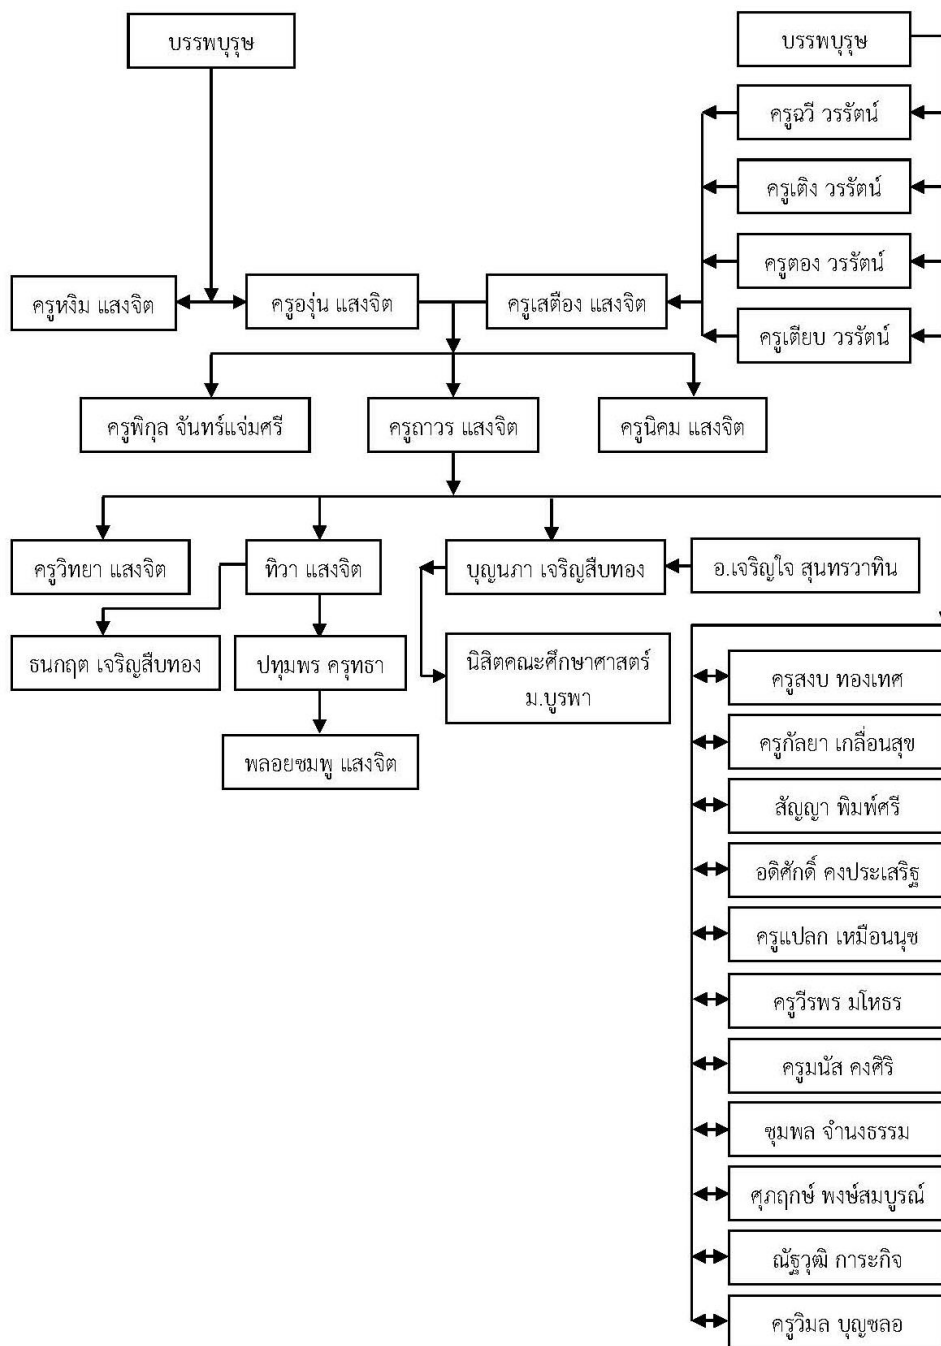 บรรพบุรุษ
บรรพบุรุษ
ครูฉวี วรรัตน์
ครูเติง วรรัตน์
ครูตอง วรรัตน์
ครูเตียบ วรรัตน์
ครูหงิม แสงจิต
ครูองุ่น แสงจิต
ครูเสตือง แสงจิต
ครูพิกุล จันทร์แจ่มศรี
ครูถาวร แสงจิต
ครูนิคม แสงจิต
ครูวิทยา แสงจิต
ทิวา แสงจิต
บุญนภา เจริญสืบทอง
อ.เจริญใจ สุนทรวาทิน
ธนกฤต เจริญสืบทอง
ปทุมพร ครุทธา
นิสิตคณะศึกษาศาสตร์
ม.บูรพา
พลอยชมพู แสงจิต
ครูสงบ ทองเทศ
ครูกัลยา เกลื่อนสุข
สัญญา พิมพ์ศรี
อดิศักดิ์ คงประเสริฐ
ครูแปลก เหมือนนุช
ครูวีรพร มโหธร
ครูมนัส คงศิริ
ชุมพล จำนงธรรม
ศุภฤกษ์ พงษ์สมบูรณ์
ณัฐวุฒิ การะกิจ
ครูวิมล บุญชลอ